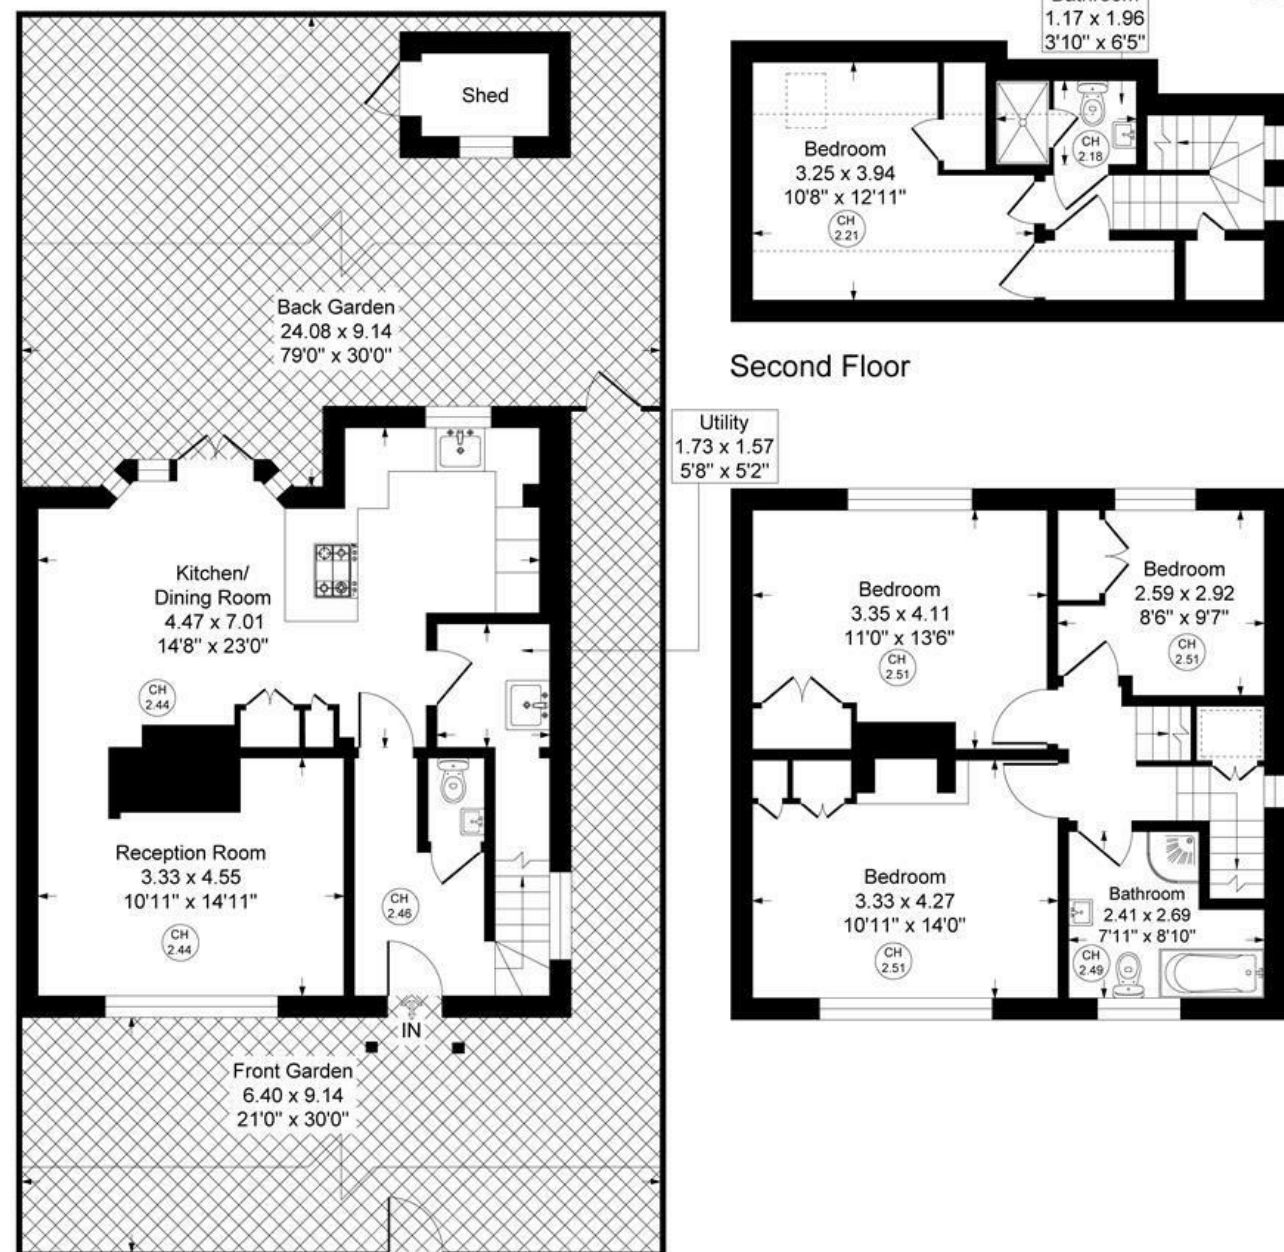 Shed
Back Garden
24.08 x 9.14
79'0" x 30'0"
Kitchen/
Dining Room
4.47 x 7.01
14'8" x 23'0"
CH
2.44
Reception Room
3.33 x 4.55
10'11" x 14'11"
CH
2.44
CH
2.46
IN
Front Garden
6.40 x 9.14
21'0" x 30'0"
Utility
1.73 x 1.57
5'8" x 5'2"
1.17 x 1.96
3'10" x 6'5"
CH
2.18
Bedroom
3.25 x 3.94
10'8" x 12'11"
CH
2.21
Second Floor
Bedroom
3.35 x 4.11
11'0" x 13'6"
CH
2.51
Bedroom
2.59 x 2.92
8'6" x 9'7"
CH
2.51
Bedroom
3.33 x 4.27
10'11" x 14'0"
CH
2.51
Bathroom
2.41 x 2.69
7'11" x 8'10"
CH
2.49